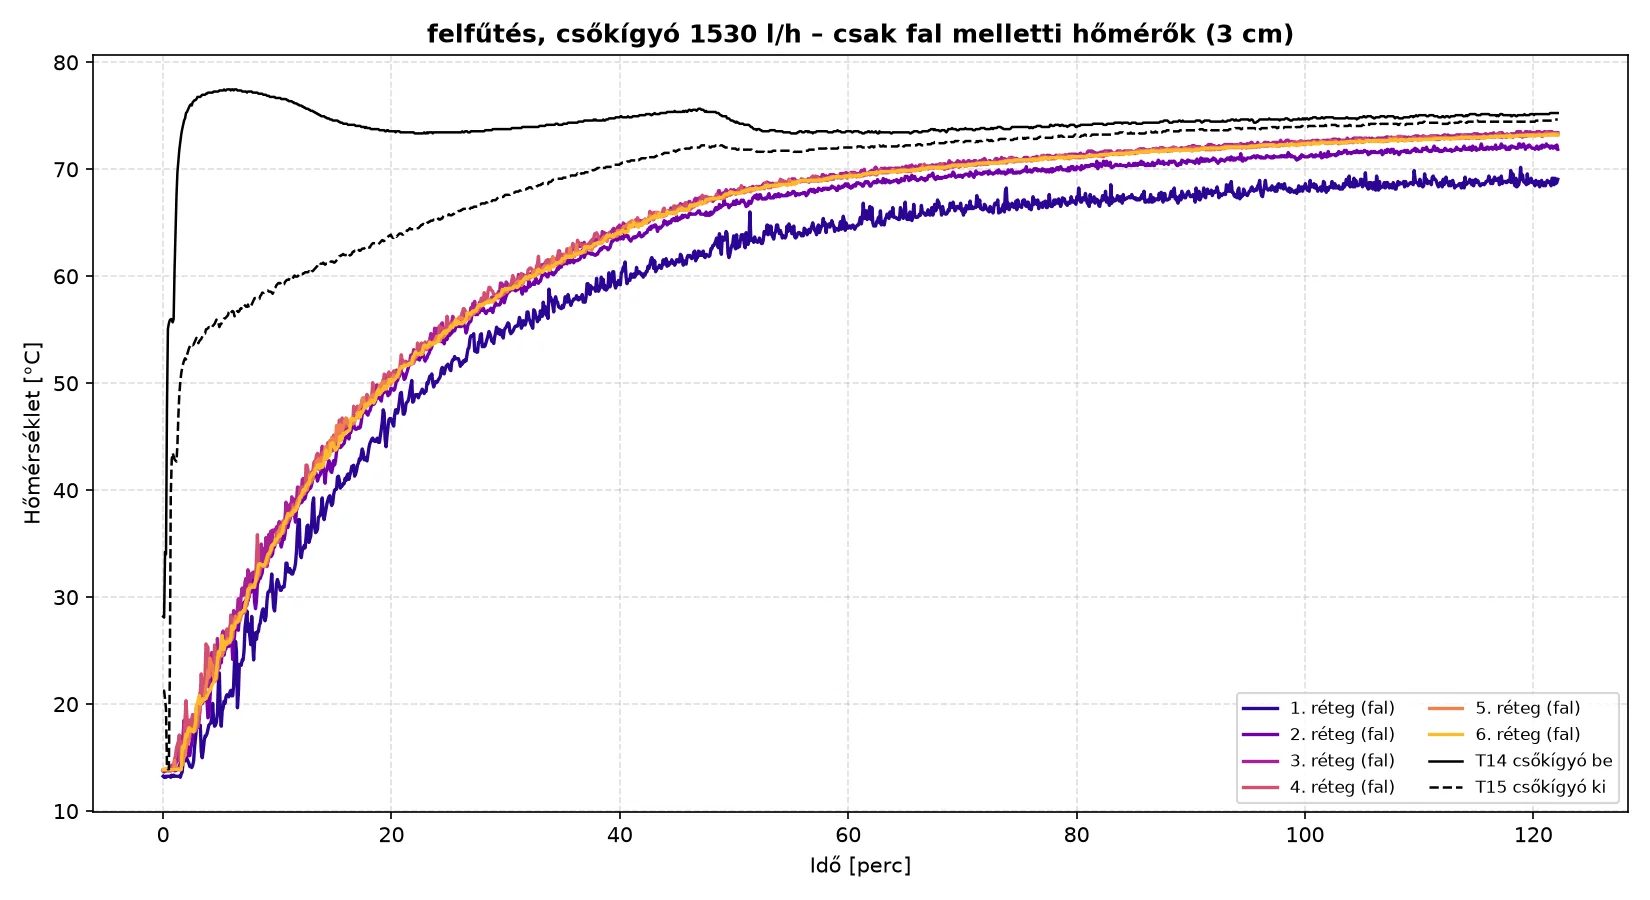 felfűtés, csőkígyó 1530 l/h – csak fal melletti hőmérők (3 cm)
Hőmérséklet [°C]
80
70
60
50
40
30
20
10
0
20
40
60
80
100
120
Idő [perc]
1. réteg (fal)
2. réteg (fal)
3. réteg (fal)
4. réteg (fal)
5. réteg (fal)
6. réteg (fal)
T14 csőkígyó be
T15 csőkígyó ki